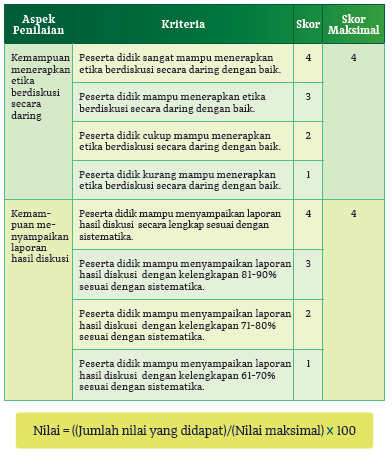 Aspek Penilaian
Kriteria
Skor
Skor Maksimal
Kemampuan
menerapkan
etika
berdiskusi
secara
daring
Peserta didik sangat mampu menerapkan
etika berdiskusi secara daring dengan baik.
4
4
Peserta didik mampu menerapkan etika
berdiskusi secara daring dengan baik.
3
Peserta didik cukup mampu menerapkan
etika berdiskusi secara daring dengan baik.
2
Peserta didik kurang mampu menerapkan
etika berdiskusi secara daring dengan baik.
1
Kemam-
puan me-
nyampaikan
laporan
hasil diskusi
Peserta didik mampu menyampaikan laporan
hasil diskusi secara lengkap sesuai dengan
sistematika.
4
4
Peserta didik mampu menyampaikan laporan
hasil diskusi dengan kelengkapan 81-90%
sesuai dengan sistematika.
3
Peserta didik mampu menyampaikan laporan
hasil diskusi dengan kelengkapan 71-80%
sesuai dengan sistematika.
2
Peserta didik mampu menyampaikan laporan
hasil diskusi dengan kelengkapan 61-70%
sesuai dengan sistematika.
1
Nilai = ((Jumlah nilai yang didapat)/(Nilai maksimal) × 100